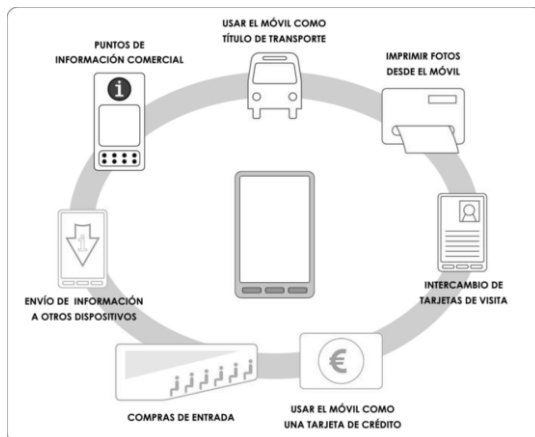 USAR EL MÓVIL COMO
TÍTULO DE TRANSPORTE
PUNTOS DE
INFORMACIÓN COMERCIAL
i
IMPRIMIR FOTOS
DESDE EL MÓVIL
1
INTERCAMBIO DE
TARJETAS DE VISITA
ENVÍO DE INFORMACIÓN
A OTROS DISPOSITIVOS
€
COMPRAS DE ENTRADA
USAR EL MÓVIL COMO
UNA TARJETA DE CRÉDITO